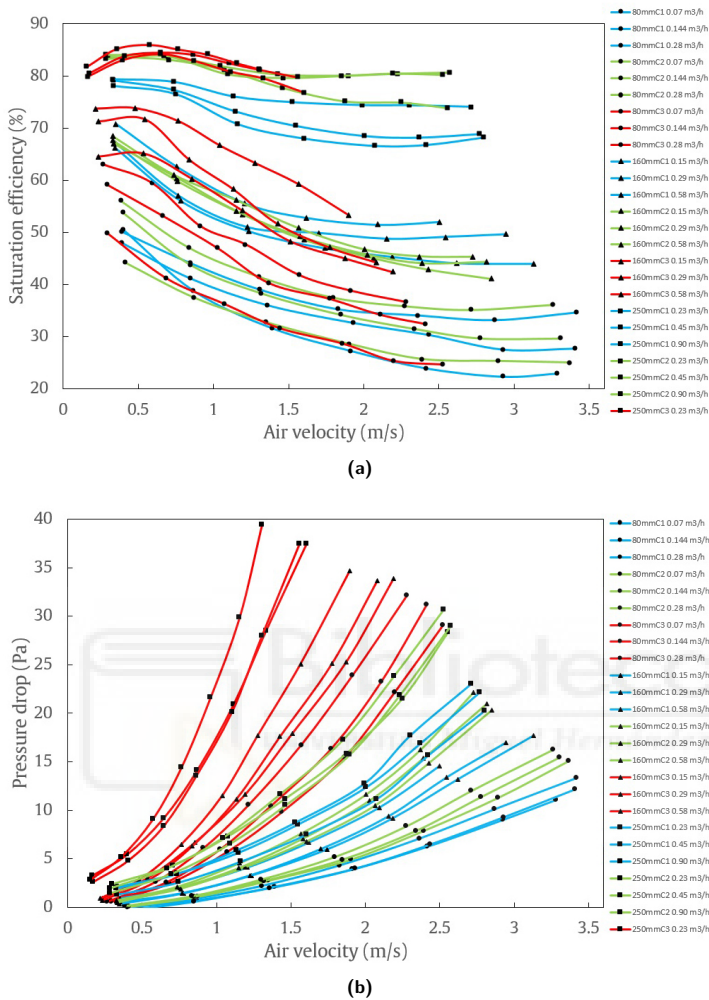 90
80
70
60
50
40
30
20
Saturation efficiency (%)
0
0.5
1
1.5
2
2.5
3
3.5
Air velocity (m/s)
80mmC1 0.07 m3/h
80mmC1 0.144 m3/h
80mmC1 0.28 m3/h
80mmC2 0.07 m3/h
80mmC2 0.144 m3/h
80mmC2 0.28 m3/h
80mmC3 0.07 m3/h
80mmC3 0.144 m3/h
80mmC3 0.28 m3/h
160mmC1 0.15 m3/h
160mmC1 0.29 m3/h
160mmC1 0.58 m3/h
160mmC2 0.15 m3/h
160mmC2 0.29 m3/h
160mmC2 0.58 m3/h
160mmC3 0.15 m3/h
160mmC3 0.29 m3/h
160mmC3 0.58 m3/h
250mmC1 0.23 m3/h
250mmC1 0.45 m3/h
250mmC1 0.90 m3/h
250mmC2 0.23 m3/h
250mmC2 0.45 m3/h
250mmC2 0.90 m3/h
250mmC3 0.23 m3/h
(a)
40
35
30
25
20
15
10
5
0
Pressure drop (Pa)
0
0.5
1
1.5
2
2.5
3
3.5
Air velocity (m/s)
80mmC1 0.07 m3/h
80mmC1 0.144 m3/h
80mmC1 0.28 m3/h
80mmC2 0.07 m3/h
80mmC2 0.144 m3/h
80mmC2 0.28 m3/h
80mmC3 0.07 m3/h
80mmC3 0.144 m3/h
80mmC3 0.28 m3/h
160mmC1 0.15 m3/h
160mmC1 0.29 m3/h
160mmC1 0.58 m3/h
160mmC2 0.15 m3/h
160mmC2 0.29 m3/h
160mmC2 0.58 m3/h
160mmC3 0.15 m3/h
160mmC3 0.29 m3/h
160mmC3 0.58 m3/h
250mmC1 0.23 m3/h
250mmC1 0.45 m3/h
250mmC1 0.90 m3/h
250mmC2 0.23 m3/h
250mmC2 0.45 m3/h
250mmC2 0.90 m3/h
250mmC3 0.23 m3/h
Biblioteca
(b)